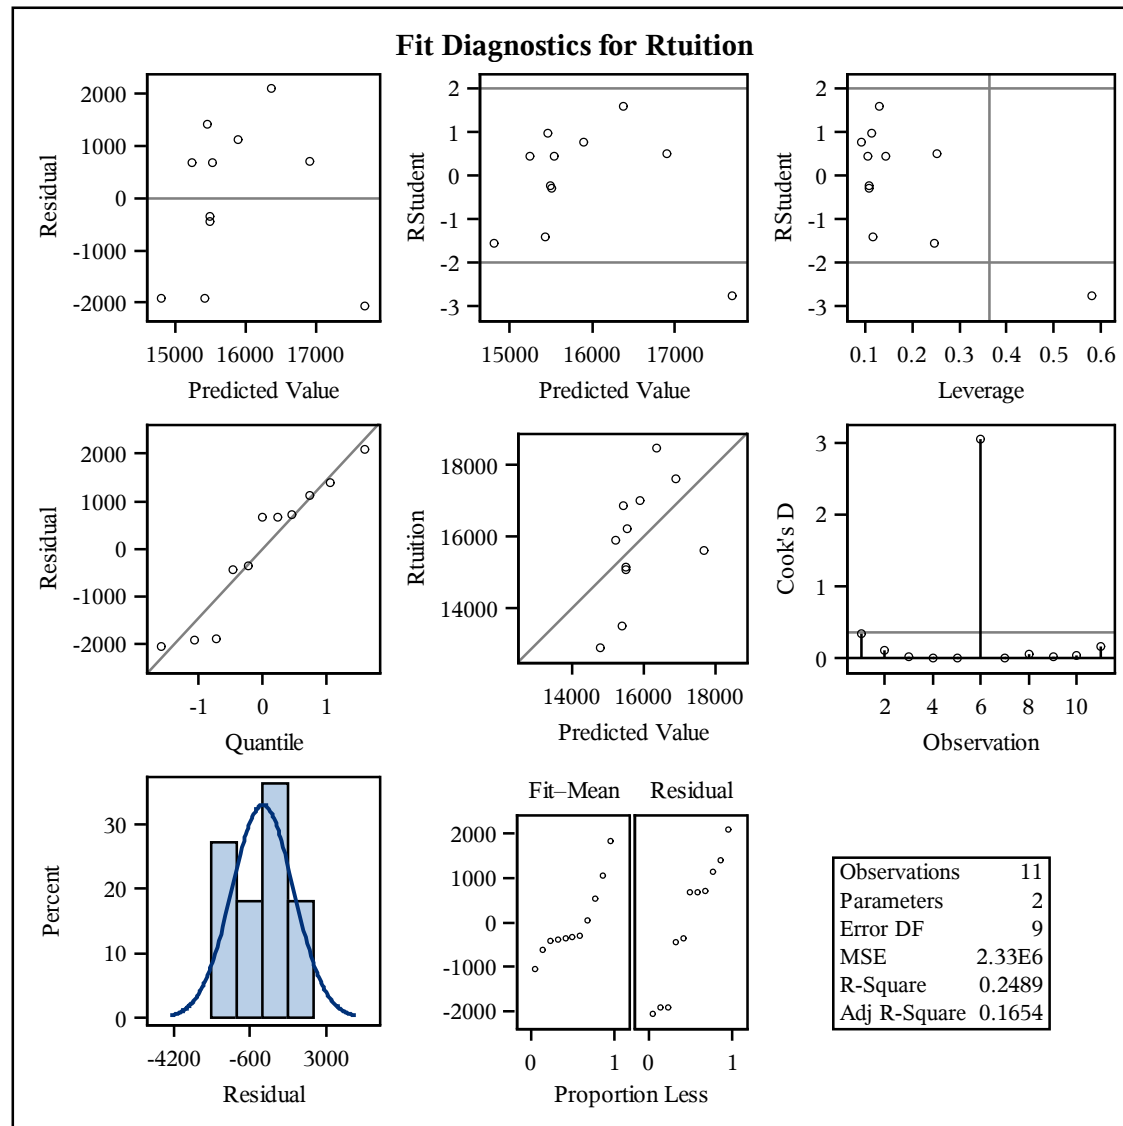 Fit Diagnostics for Rtuition
2000
1000
0
-1000
-2000
Residual
15000 16000 17000
Predicted Value
2
1
0
-1
-2
-3
RStudent
15000 16000 17000
Predicted Value
2
1
0
-1
-2
-3
RStudent
0.1 0.2 0.3 0.4 0.5 0.6
Leverage
2000
1000
0
-1000
-2000
Residual
-1 0 1
Quantile
18000
16000
14000
Rtuition
14000 16000 18000
Predicted Value
3
2
1
0
Cook's D
2 4 6 8 10
Observation
30
20
10
0
Percent
-4200 -600 3000
Residual
Fit–Mean Residual
2000
1000
0
-1000
-2000
0 1 0 1
Proportion Less
Observations 11
Parameters 2
Error DF 9
MSE 2.33E6
R-Square 0.2489
Adj R-Square 0.1654